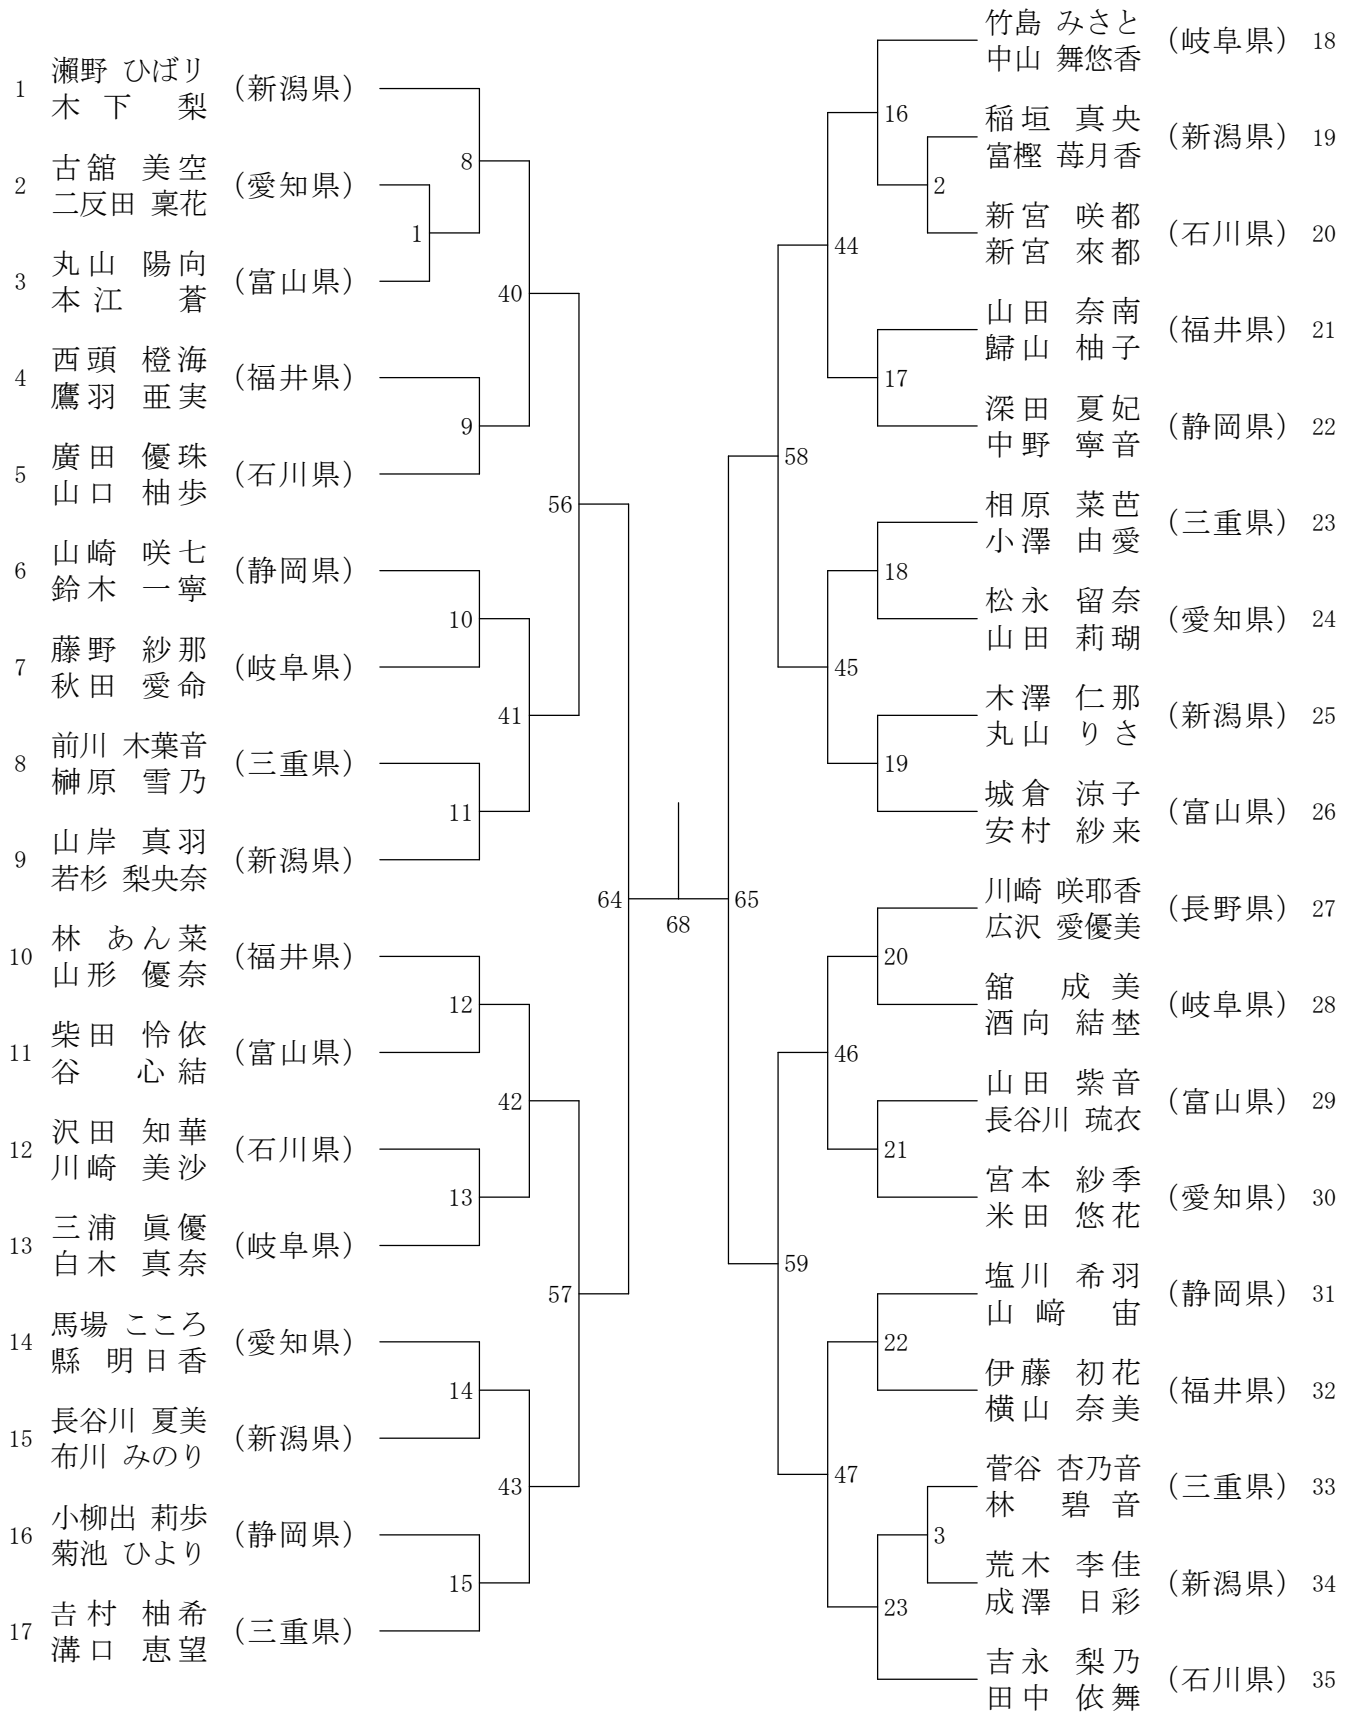 1 瀨野 ひばり (新潟県)
木下 梨
2 古舘 美空 (愛知県)
二反田 稟花
3 丸山 陽向 (富山県)
本江 蒼
4 西頭 橙海 (福井県)
鷹羽 亜実
5 廣田 優珠 (石川県)
山口 柚歩
6 山崎 咲七 (静岡県)
鈴木 一寧
7 藤野 紗那 (岐阜県)
秋田 愛命
8 前川 木葉音 (三重県)
榊原 雪乃
9 山岸 真羽 (新潟県)
若杉 梨央奈
10 林 あん菜 (福井県)
山形 優奈
11 柴田 怜依 (富山県)
谷 心結
12 沢田 知華 (石川県)
川崎 美沙
13 三浦 眞優 (岐阜県)
白木 真奈
14 馬場 こころ (愛知県)
縣 明日香
15 長谷川 夏美 (新潟県)
布川 みのり
16 小柳出 莉歩 (静岡県)
菊池 ひより
17 𠮷村 柚希 (三重県)
溝口 恵望
8
1
40
9
56
10
41
11
64
12
42
13
57
14
43
15
68
16
2
44
17
58
18
45
19
65
20
46
21
59
22
47
3
23
竹島 みさと (岐阜県) 18
中山 舞悠香
稲垣 真央 (新潟県) 19
富樫 苺月香
新宮 咲都 (石川県) 20
新宮 來都
山田 奈南 (福井県) 21
歸山 柚子
深田 夏妃 (静岡県) 22
中野 寧音
相原 菜芭 (三重県) 23
小澤 由愛
松永 留奈 (愛知県) 24
山田 莉瑚
木澤 仁那 (新潟県) 25
丸山 りさ
城倉 涼子 (富山県) 26
安村 紗来
川崎 咲耶香 (長野県) 27
広沢 愛優美
舘 成美 (岐阜県) 28
酒向 結埜
山田 紫音 (富山県) 29
長谷川 琉衣
宮本 紗季 (愛知県) 30
米田 悠花
塩川 希羽 (静岡県) 31
山﨑 宙
伊藤 初花 (福井県) 32
横山 奈美
菅谷 杏乃音 (三重県) 33
林 碧音
荒木 李佳 (新潟県) 34
成澤 日彩
吉永 梨乃 (石川県) 35
田中 依舞